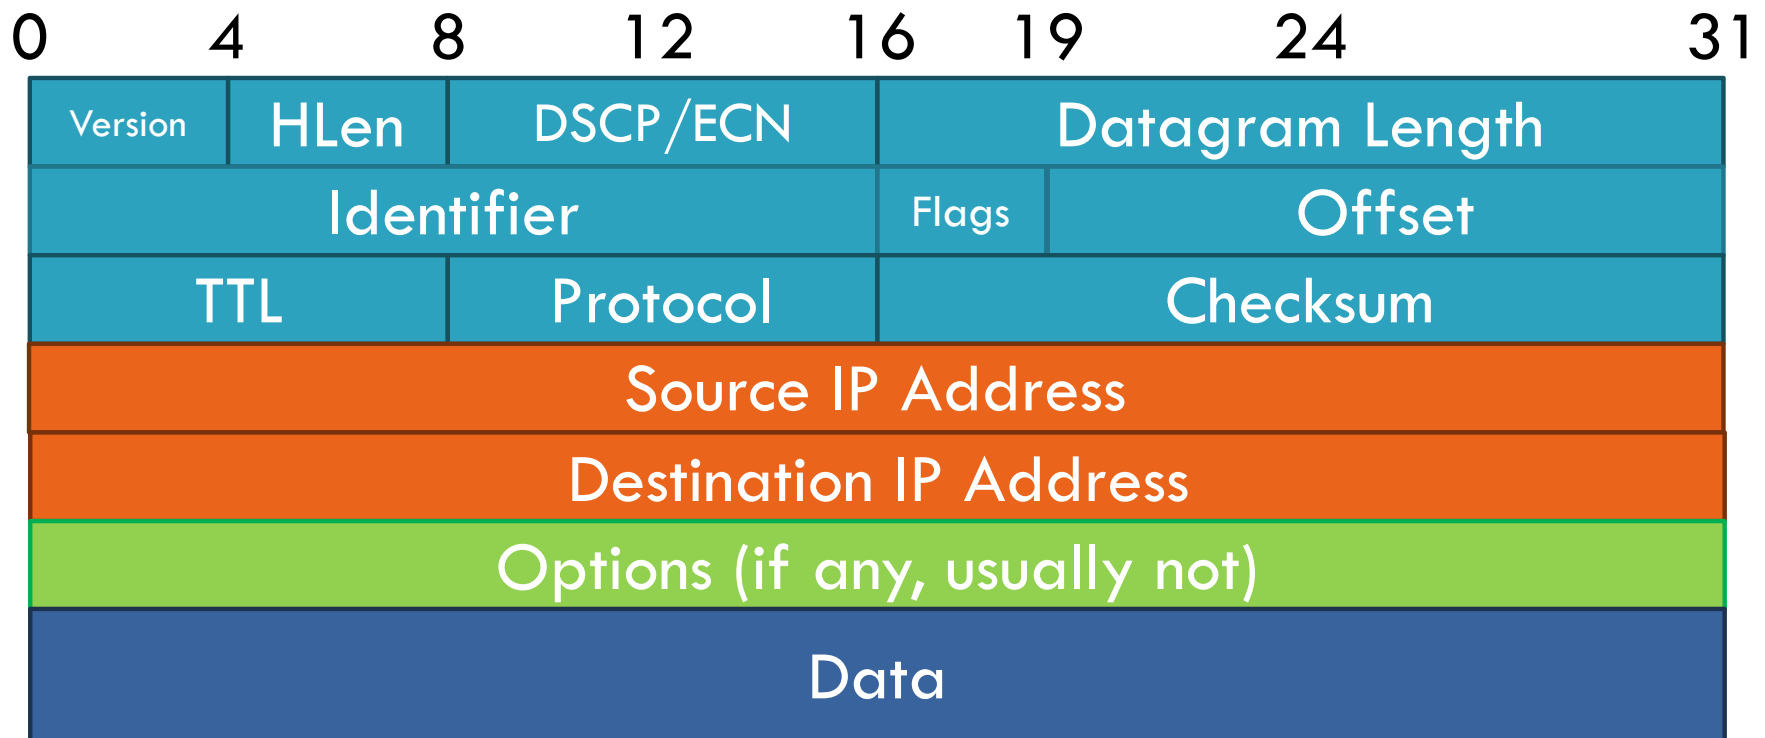 0 4 8 12 16 19 24 31
Version HLen DSCP/ECN Datagram Length
Identifier Flags Offset
TTL Protocol Checksum
Source IP Address
Destination IP Address
Options (if any, usually not)
Data